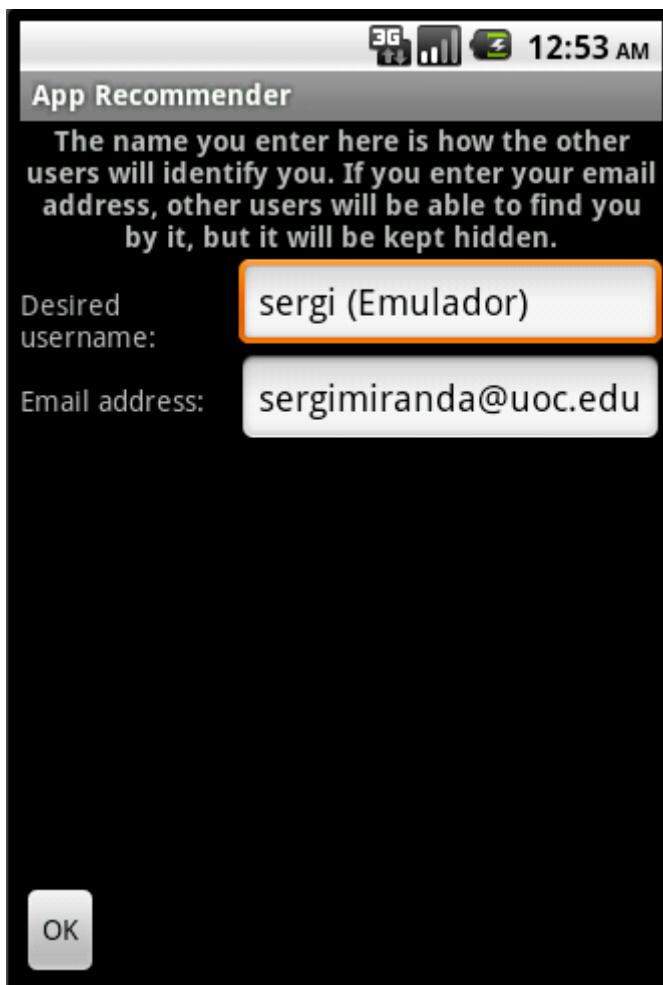 3G 12:53 AM
App Recommender
The name you enter here is how the other
users will identify you. If you enter your email
address, other users will be able to find you
by it, but it will be kept hidden.
Desired
username:
sergi (Emulador)
Email address:
sergimiranda@uoc.edu
OK